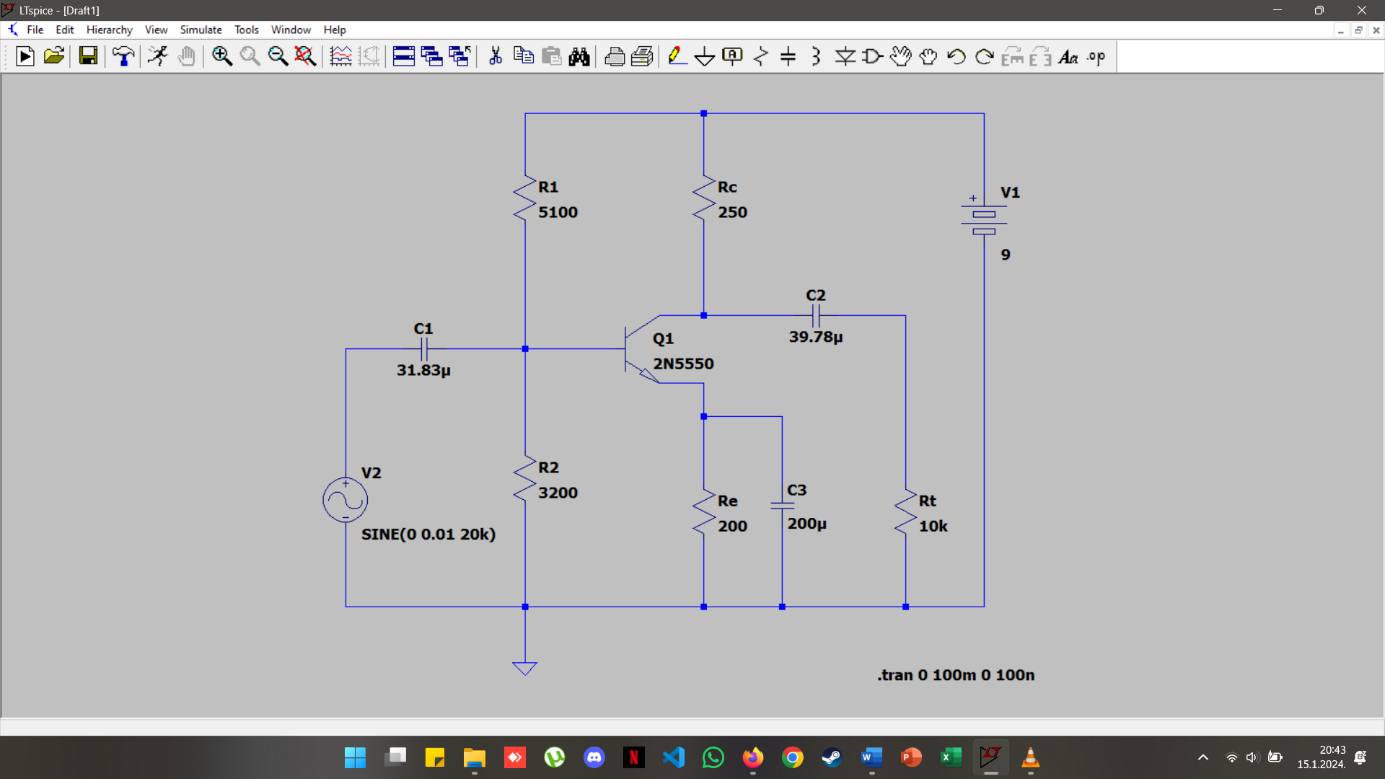 LTspice - [Draft1]
File Edit Hierarchy View Simulate Tools Window Help
R1
5100
Rc
250
V1
9
C2
39.78µ
C1
31.83µ
Q1
2N5550
V2
SINE(0 0.01 20k)
R2
3200
Re
200
C3
200µ
Rt
10k
.tran 0 100m 0 100n
20:43
15.1.2024.